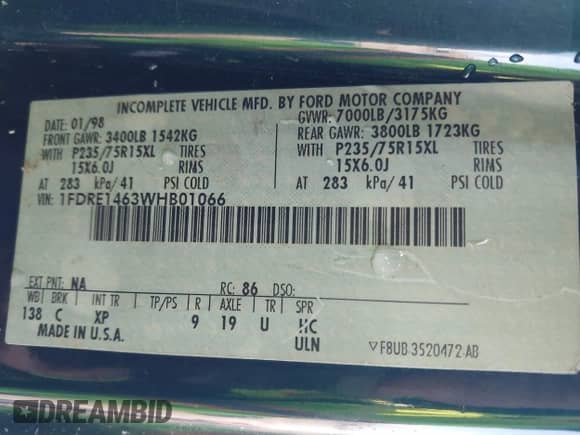 INCOMPLETE VEHICLE MFD. BY FORD MOTOR COMPANY
DATE: 01/98 GVWR: 7000LB/3175KG
FRONT GAWR: 3400LB 1542KG REAR GAWR: 3800LB 1723KG
WITH P235/75R15XL TIRES WITH P235/75R15XL TIRES
15X6.0J RIMS 15X6.0J RIMS
AT 283 kPa/41 PSI COLD AT 283 kPa/41 PSI COLD
VIN: 1FDRE1463WHB01066
EXT PNT: NA RC: 86 DSO:
WB BRK INT TR TP/PS R AXLE TR SPR
138 C XP 9 19 U HC
MADE IN U.S.A. ULN
F8UB 3520472 AB
DREAMBID